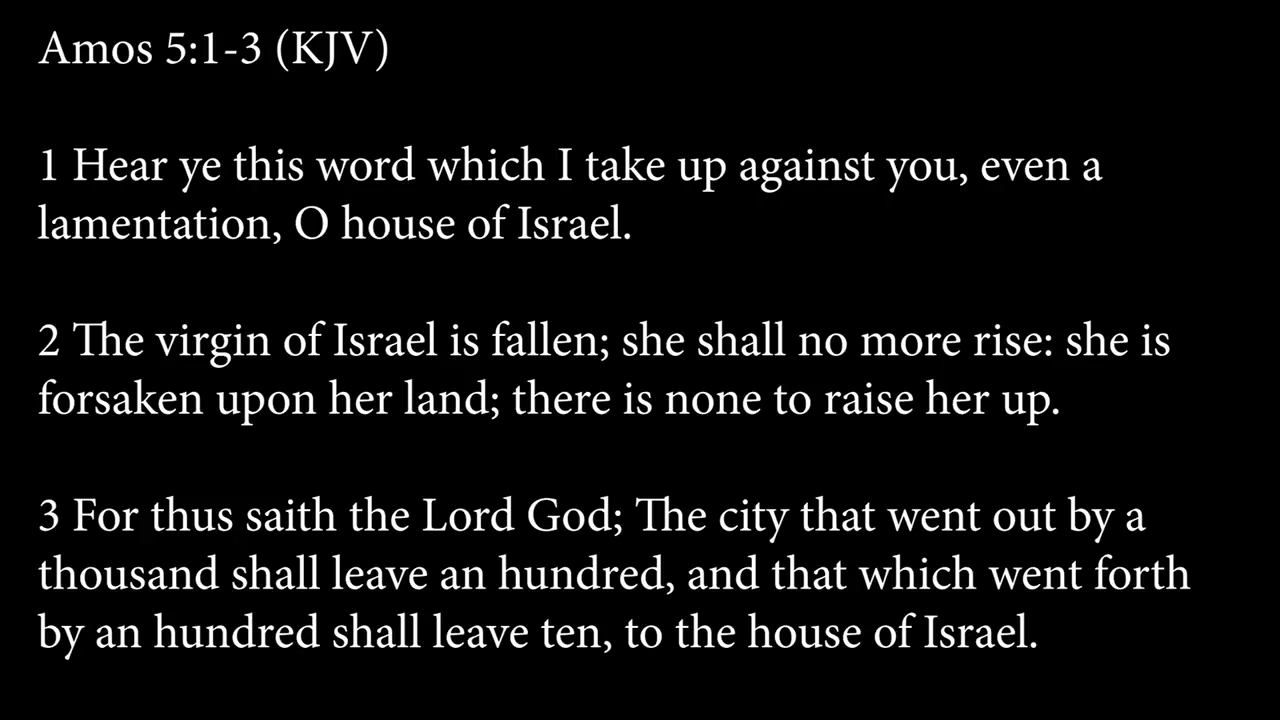 Amos 5:1-3 (KJV)
1 Hear ye this word which I take up against you, even a
lamentation, O house of Israel.
2 The virgin of Israel is fallen; she shall no more rise: she is
forsaken upon her land; there is none to raise her up.
3 For thus saith the Lord God; The city that went out by a
thousand shall leave an hundred, and that which went forth
by an hundred shall leave ten, to the house of Israel.